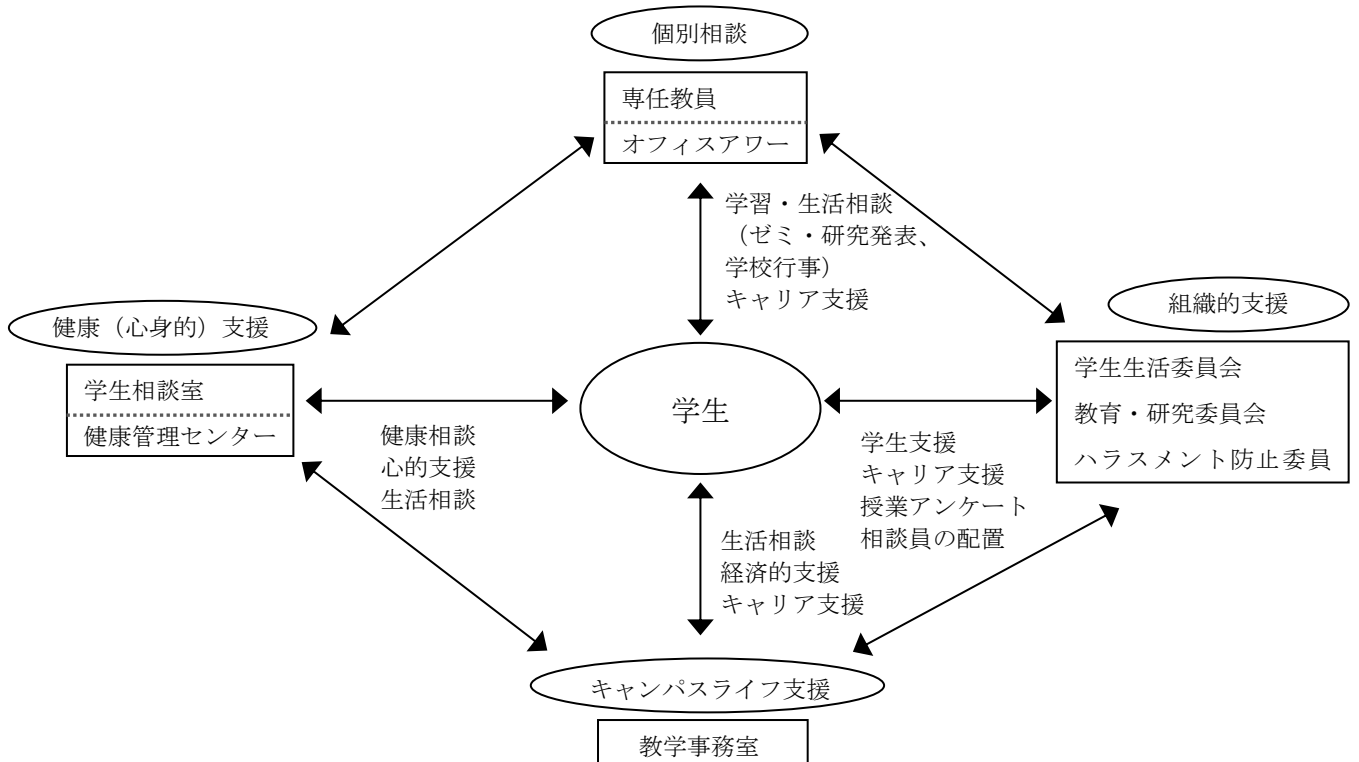 個別相談
専任教員
オフィスアワー
学習・生活相談
（ゼミ・研究発表、
学校行事）
キャリア支援
健康（心身的）支援
学生相談室
健康管理センター
組織的支援
学生生活委員会
教育・研究委員会
ハラスメント防止委員
学生
健康相談
心的支援
生活相談
学生支援
キャリア支援
授業アンケート
相談員の配置
生活相談
経済的支援
キャリア支援
キャンパスライフ支援
教学事務室